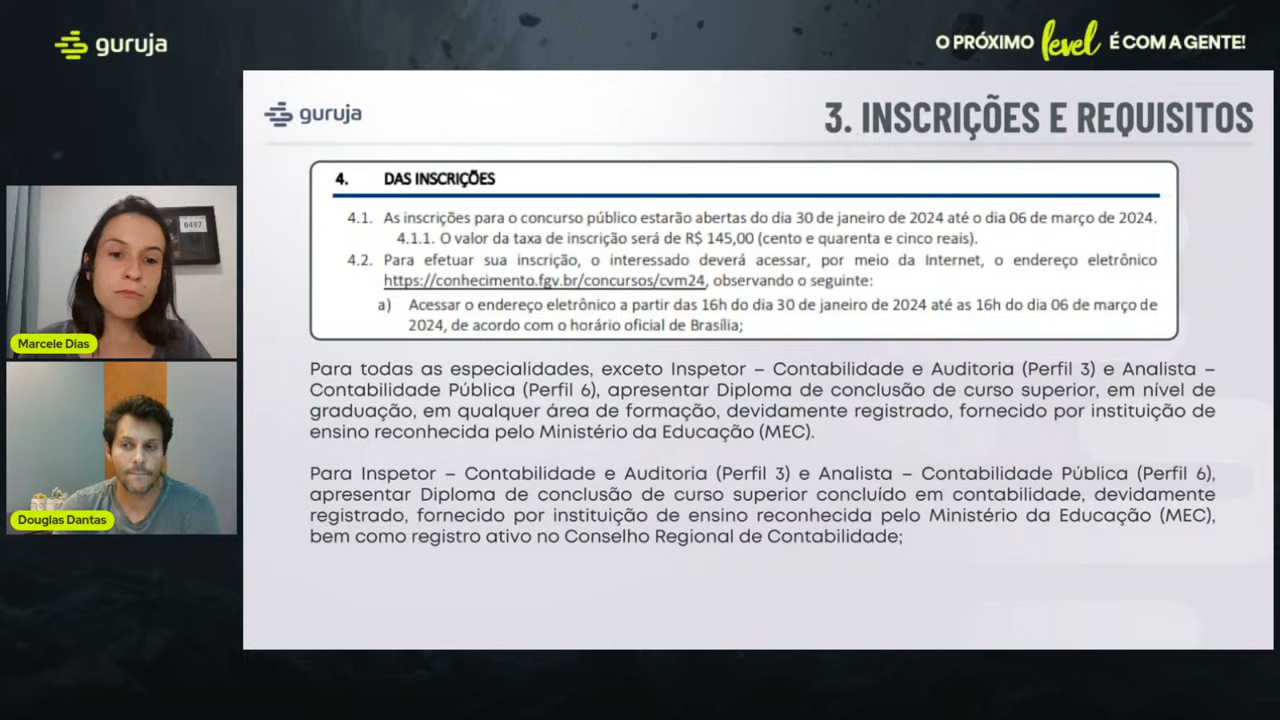 guruja
O PRÓXIMO level É COM A GENTE!
guruja
3. INSCRIÇÕES E REQUISITOS
4. DAS INSCRIÇÕES
4.1. As inscrições para o concurso público estarão abertas do dia 30 de janeiro de 2024 até o dia 06 de março de 2024.
4.1.1. O valor da taxa de inscrição será de R$ 145,00 (cento e quarenta e cinco reais).
4.2. Para efetuar sua inscrição, o interessado deverá acessar, por meio da Internet, o endereço eletrônico
https://conhecimento.fgv.br/concursos/cvm24, observando o seguinte:
a) Acessar o endereço eletrônico a partir das 16h do dia 30 de janeiro de 2024 até as 16h do dia 06 de março de
2024, de acordo com o horário oficial de Brasília;
Para todas as especialidades, exceto Inspetor – Contabilidade e Auditoria (Perfil 3) e Analista –
Contabilidade Pública (Perfil 6), apresentar Diploma de conclusão de curso superior, em nível de
graduação, em qualquer área de formação, devidamente registrado, fornecido por instituição de
ensino reconhecida pelo Ministério da Educação (MEC).
Para Inspetor – Contabilidade e Auditoria (Perfil 3) e Analista – Contabilidade Pública (Perfil 6),
apresentar Diploma de conclusão de curso superior concluído em contabilidade, devidamente
registrado, fornecido por instituição de ensino reconhecida pelo Ministério da Educação (MEC),
bem como registro ativo no Conselho Regional de Contabilidade;
0497
Marcele Dias
Douglas Dantas